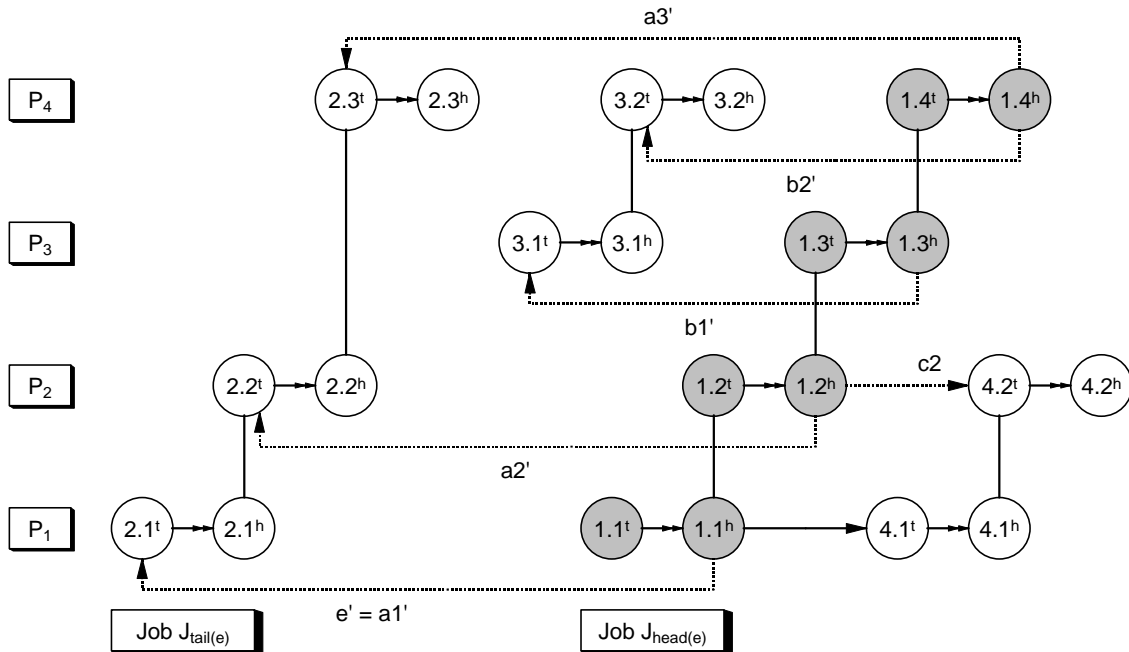 a3'
P₄ 2.3ᵗ 2.3ʰ 3.2ᵗ 3.2ʰ 1.4ᵗ 1.4ʰ
b2'
P₃ 3.1ᵗ 3.1ʰ 1.3ᵗ 1.3ʰ
b1'
c2
P₂ 2.2ᵗ 2.2ʰ 1.2ᵗ 1.2ʰ 4.2ᵗ 4.2ʰ
a2'
P₁ 2.1ᵗ 2.1ʰ 1.1ᵗ 1.1ʰ 4.1ᵗ 4.1ʰ
e' = a1'
Job J_tail(e) Job J_head(e)